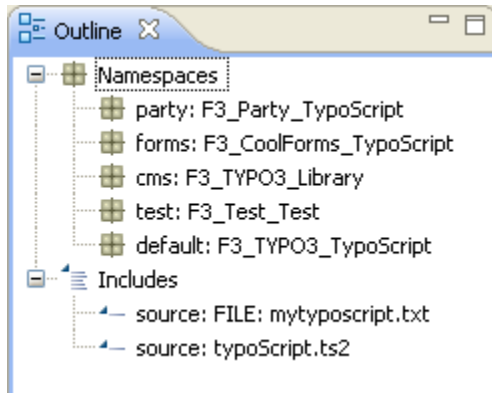 Outline
Namespaces
party: F3_Party_TypoScript
forms: F3_CoolForms_TypoScript
cms: F3_TYPO3_Library
test: F3_Test_Test
default: F3_TYPO3_TypoScript
Includes
source: FILE: mytyposcript.txt
source: typoScript.ts2